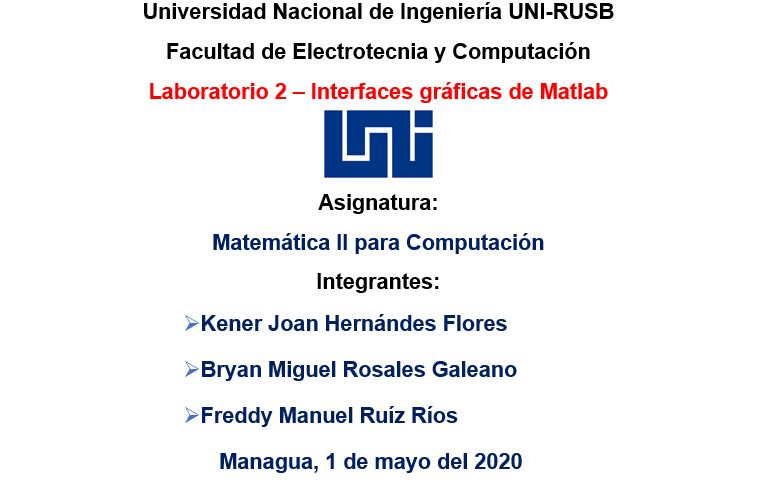 Universidad Nacional de Ingeniería UNI-RUSB
Facultad de Electrotecnia y Computación
Laboratorio 2 – Interfaces gráficas de Matlab
uni
Asignatura:
Matemática II para Computación
Integrantes:
➢Kener Joan Hernándes Flores
➢Bryan Miguel Rosales Galeano
➢Freddy Manuel Ruíz Ríos
Managua, 1 de mayo del 2020